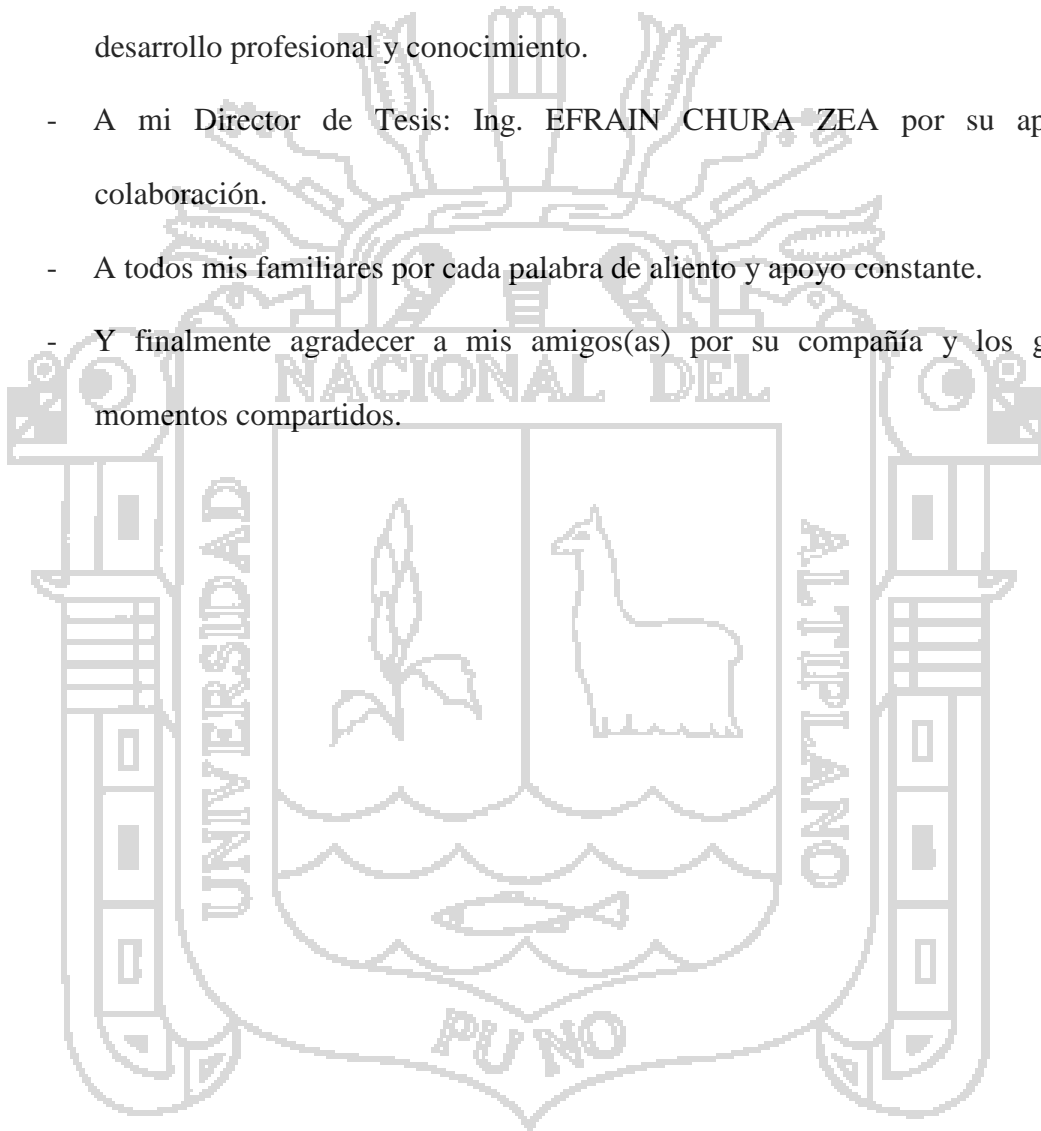 desarrollo profesional y conocimiento.
- A mi Director de Tesis: Ing. EFRAIN CHURA ZEA por su
colaboración.
- A todos mis familiares por cada palabra de aliento y apoyo constante.
- Y finalmente agradecer a mis amigos(as) por su compañía y los
momentos compartidos.
NACIONAL DEL
UNIVERSIDAD
ALTIPLANO
PUNO